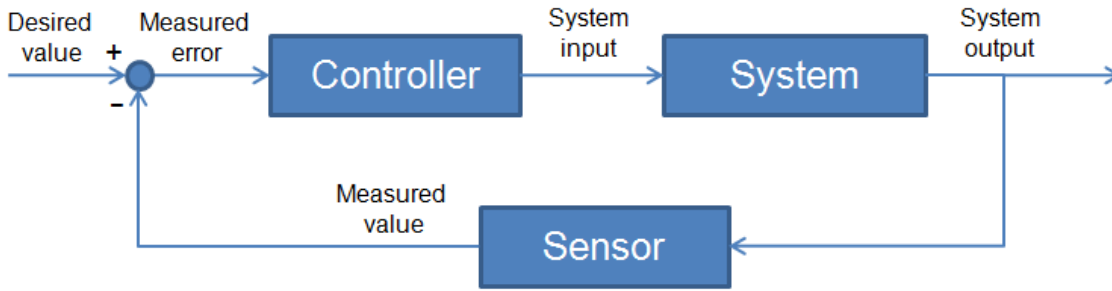 Desired
value
+
−
Measured
error
Controller
System
input
System
System
output
Measured
value
Sensor